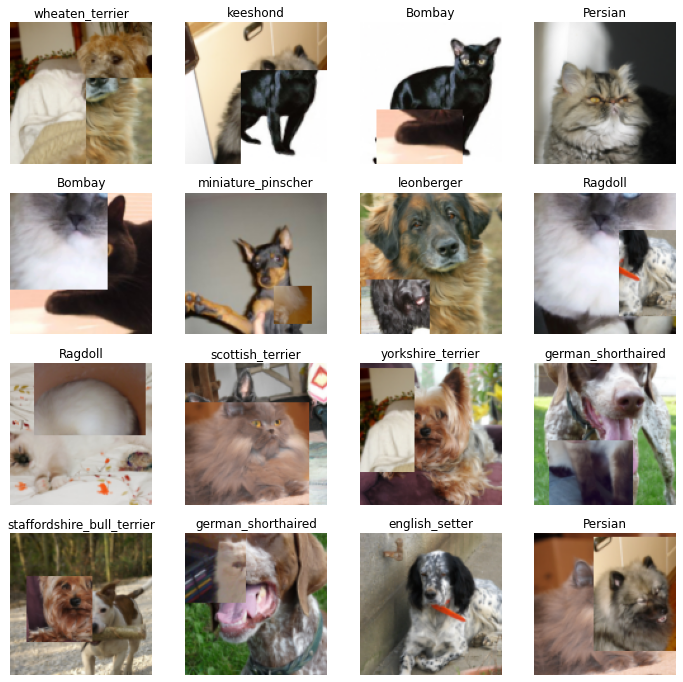 wheaten_terrier
keeshond
Bombay
Persian
Bombay
miniature_pinscher
leonberger
Ragdoll
Ragdoll
scottish_terrier
yorkshire_terrier
german_shorthaired
staffordshire_bull_terrier
german_shorthaired
english_setter
Persian